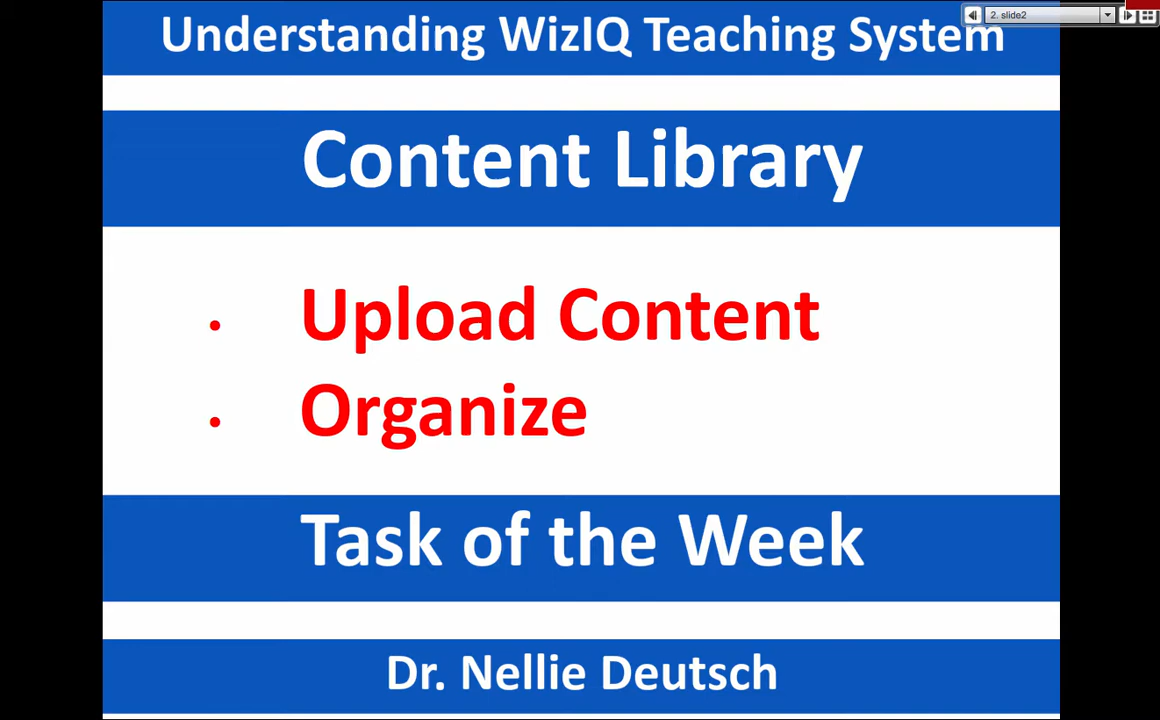 2. slide2
Understanding WizIQ Teaching System
Content Library
• Upload Content
• Organize
Task of the Week
Dr. Nellie Deutsch